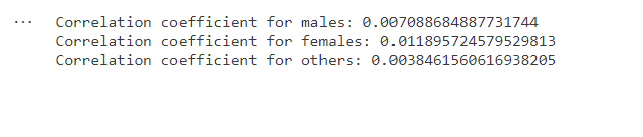 Correlation coefficient for males: 0.007088684887731744
Correlation coefficient for females: 0.011895724579529813
Correlation coefficient for others: 0.0038461560616938205